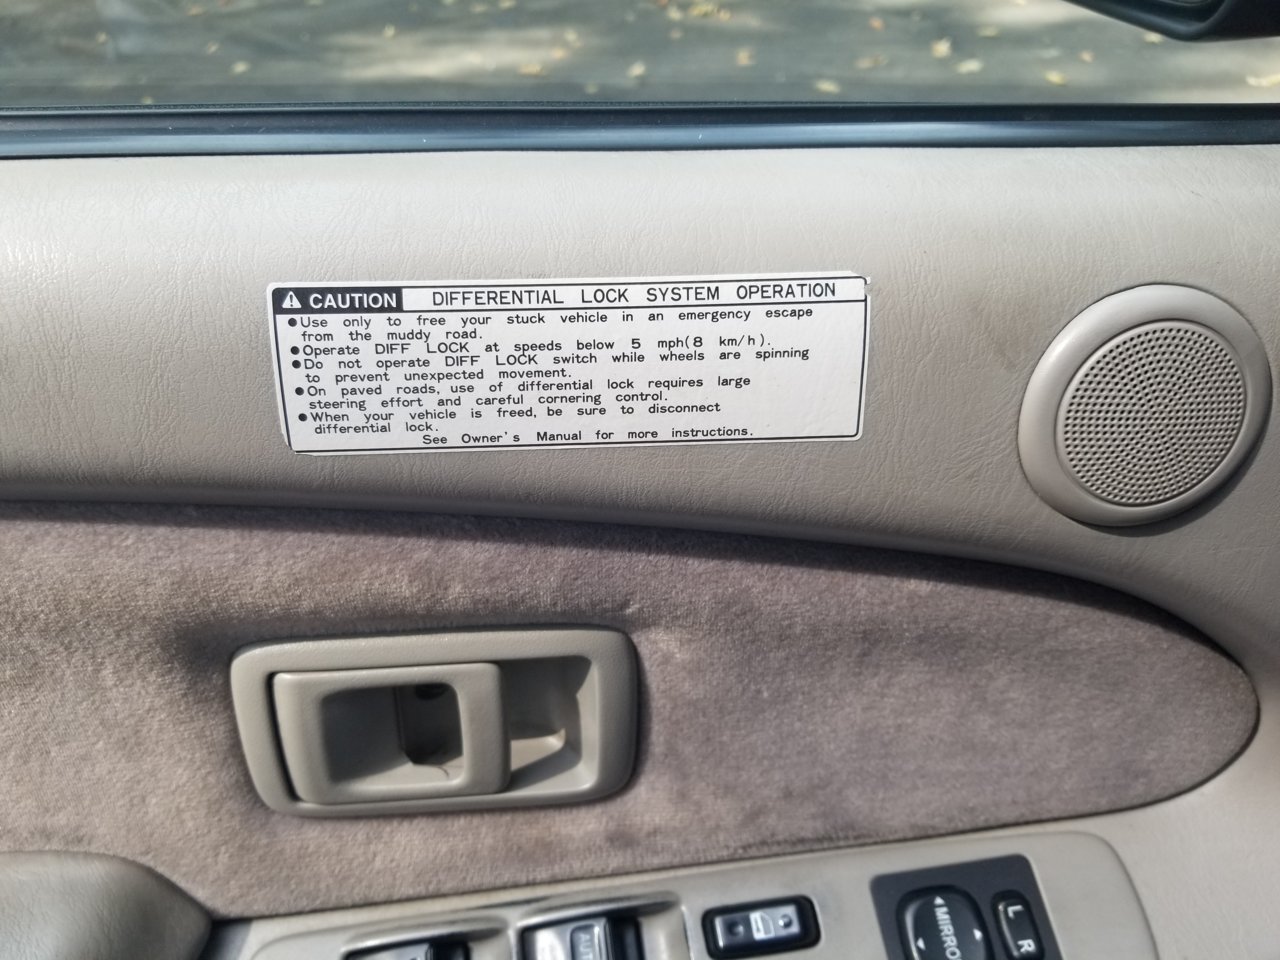 CAUTION DIFFERENTIAL LOCK SYSTEM OPERATION
●Use only to free your stuck vehicle in an emergency escape
from the muddy road.
●Operate DIFF LOCK at speeds below 5 mph(8 km/h).
●Do not operate DIFF LOCK switch while wheels are spinning
to prevent unexpected movement.
●On paved roads, use of differential lock requires large
steering effort and careful cornering control.
●When your vehicle is freed, be sure to disconnect
differential lock.
See Owner's Manual for more instructions.
AUTO
L
R